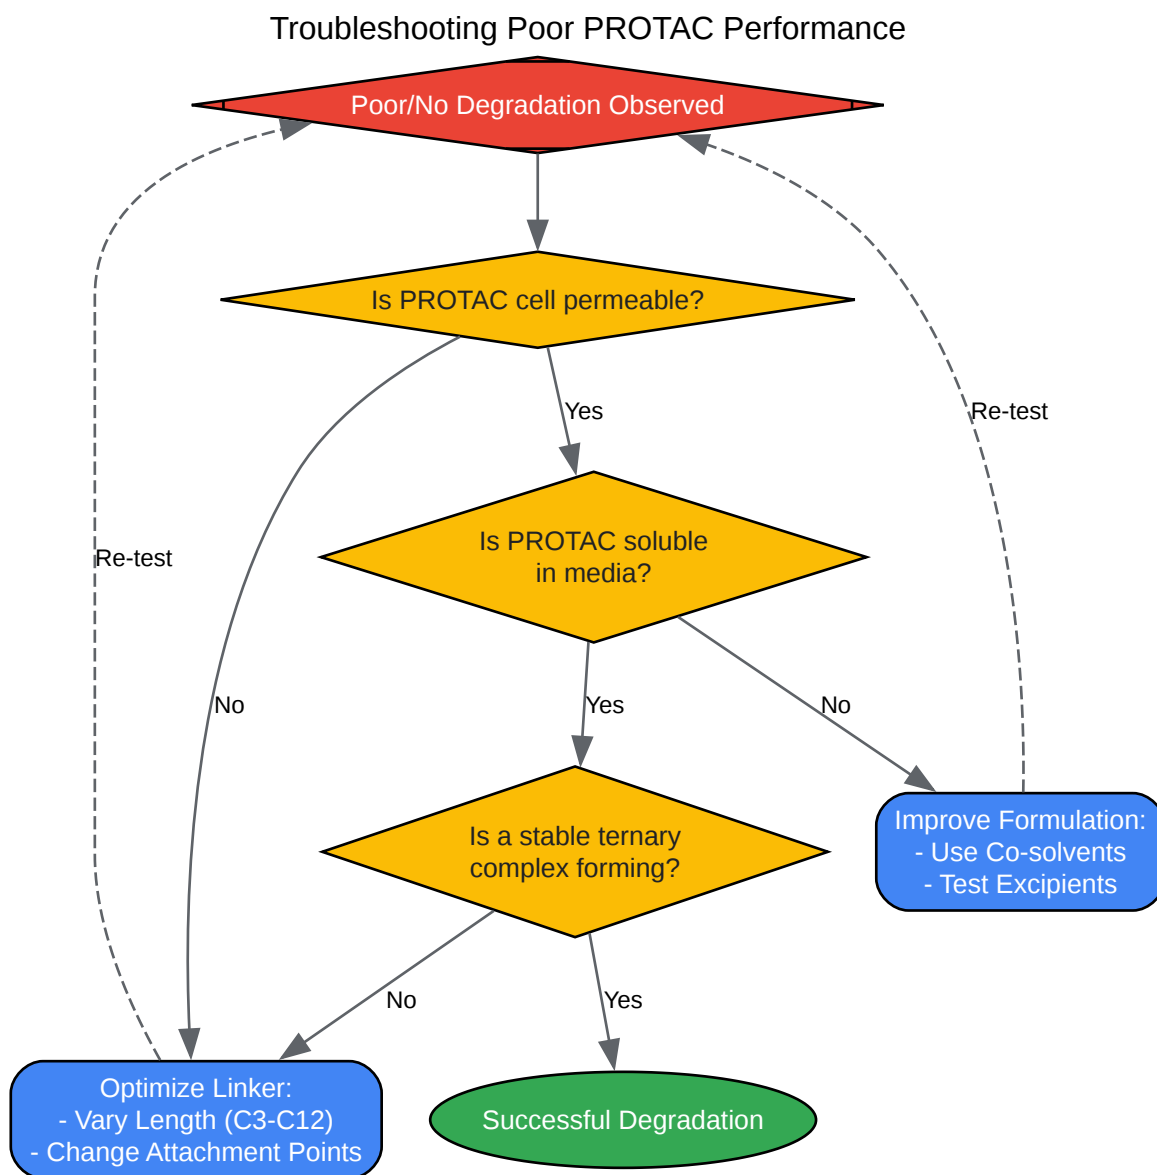 Troubleshooting Poor PROTAC Performance
Poor/No Degradation Observed
Is PROTAC cell permeable?
Yes
Re-test
Is PROTAC soluble
in media?
Re-test
No
Yes
No
Is a stable ternary
complex forming?
Improve Formulation:
- Use Co-solvents
- Test Excipients
No
Yes
Optimize Linker:
- Vary Length (C3-C12)
- Change Attachment Points
Successful Degradation